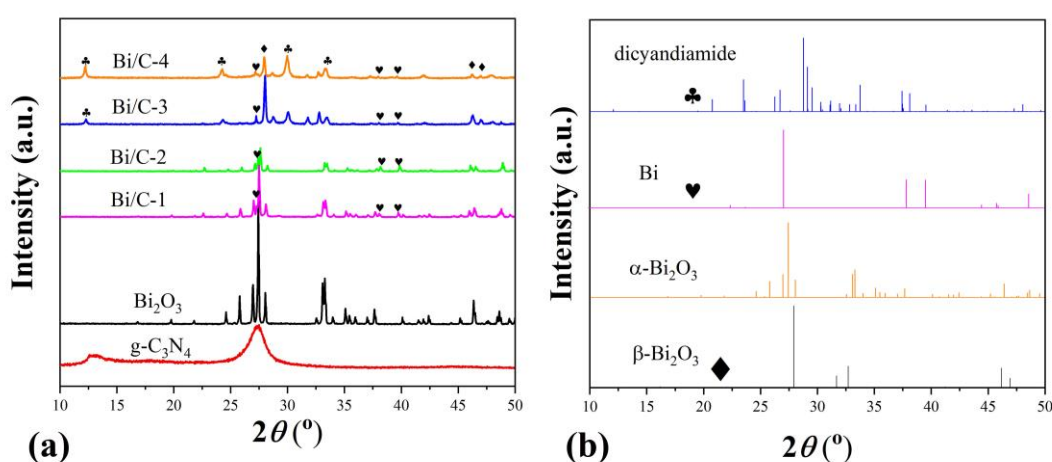 Bi/C-4
Bi/C-3
Bi/C-2
Bi/C-1
Bi₂O₃
g-C₃N₄
Intensity (a.u.)
10 15 20 25 30 35 40 45 50
2θ (°)
(a)
dicyandiamide
Bi
α-Bi₂O₃
β-Bi₂O₃
Intensity (a.u.)
10 15 20 25 30 35 40 45 50
2θ (°)
(b)